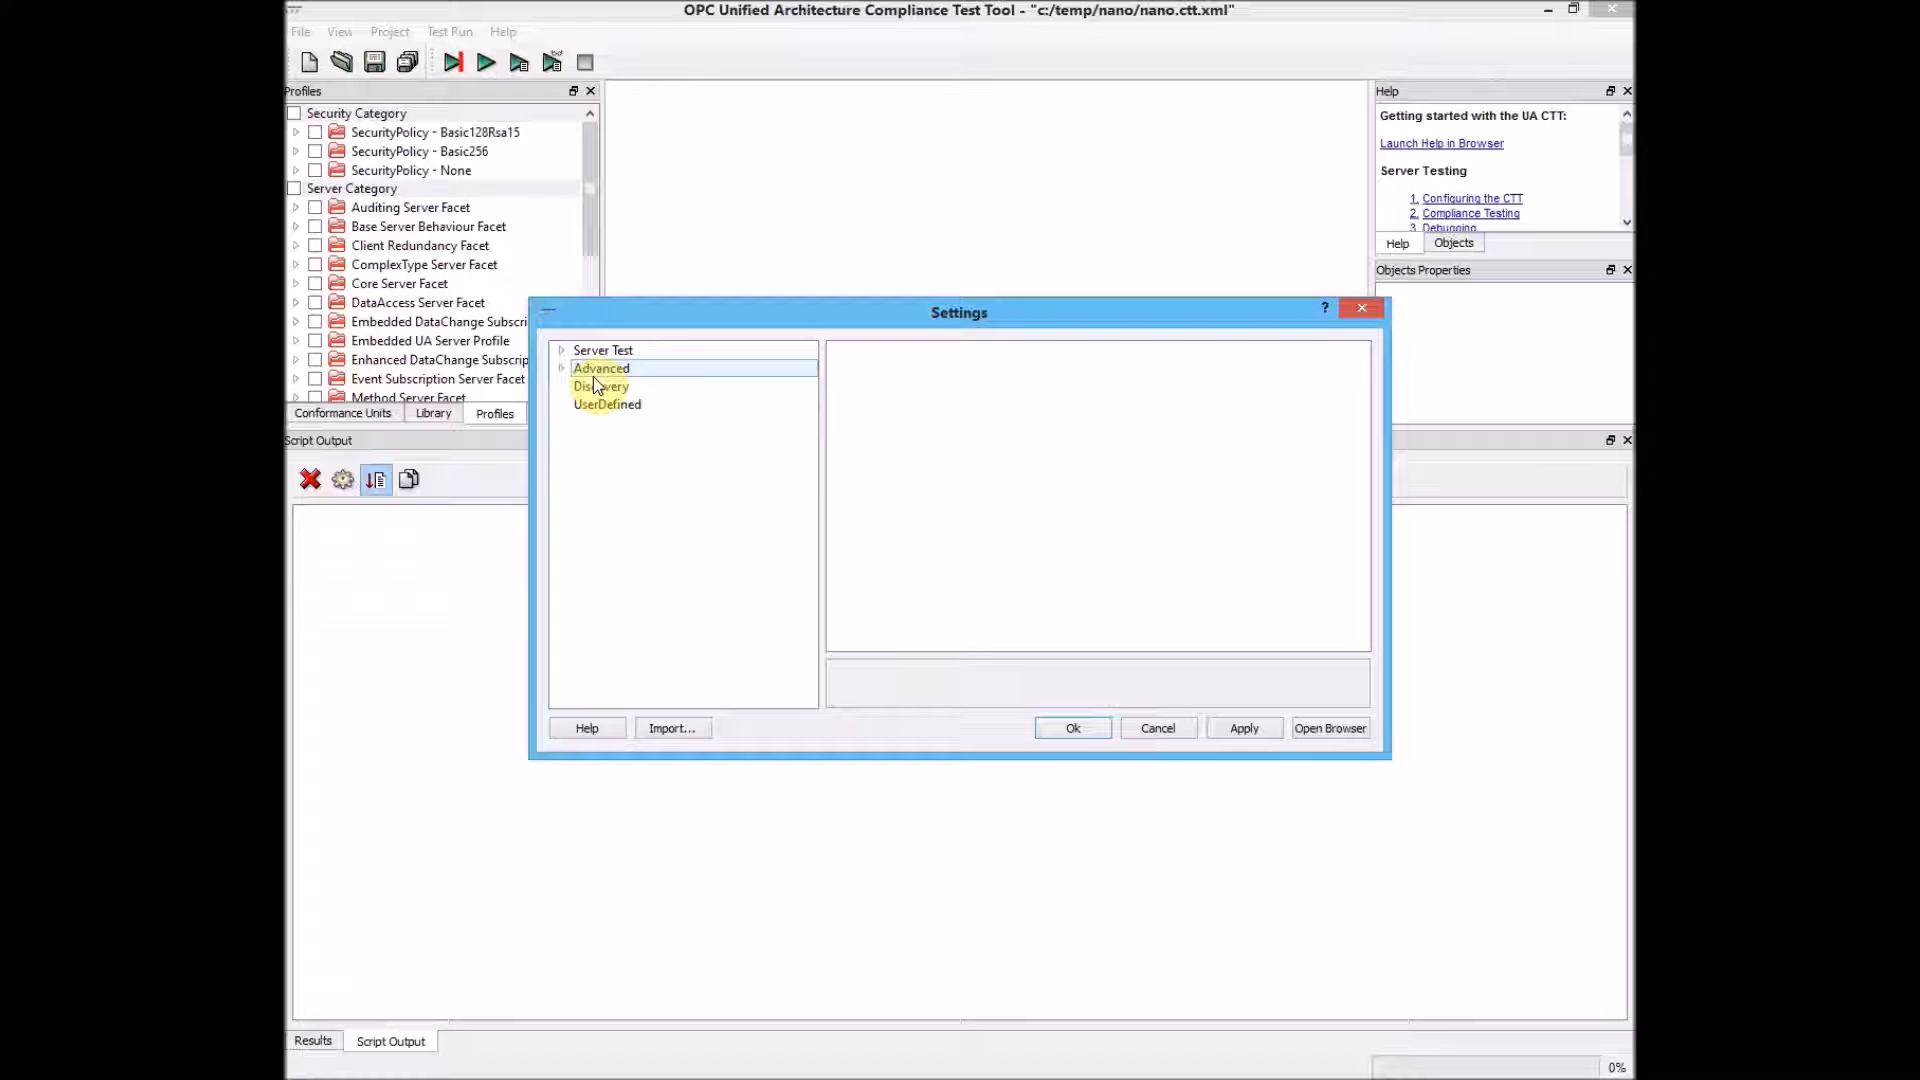 OPC Unified Architecture Compliance Test Tool - "c:/temp/nano/nano.ctt.xml"
File View Project Test Run Help
Profiles
Security Category
SecurityPolicy - Basic128Rsa15
SecurityPolicy - Basic256
SecurityPolicy - None
Server Category
Auditing Server Facet
Base Server Behaviour Facet
Client Redundancy Facet
ComplexType Server Facet
Core Server Facet
DataAccess Server Facet
Embedded DataChange Subscri
Embedded UA Server Profile
Enhanced DataChange Subscrip
Event Subscription Server Facet
Method Server Facet
Conformance Units Library Profiles
Help
Getting started with the UA CTT:
Launch Help in Browser
Server Testing
1. Configuring the CTT
2. Compliance Testing
3. Debugging
Help Objects
Objects Properties
Settings
?
Server Test
Advanced
Discovery
UserDefined
Help Import... Ok Cancel Apply Open Browser
Script Output
Results Script Output
0%